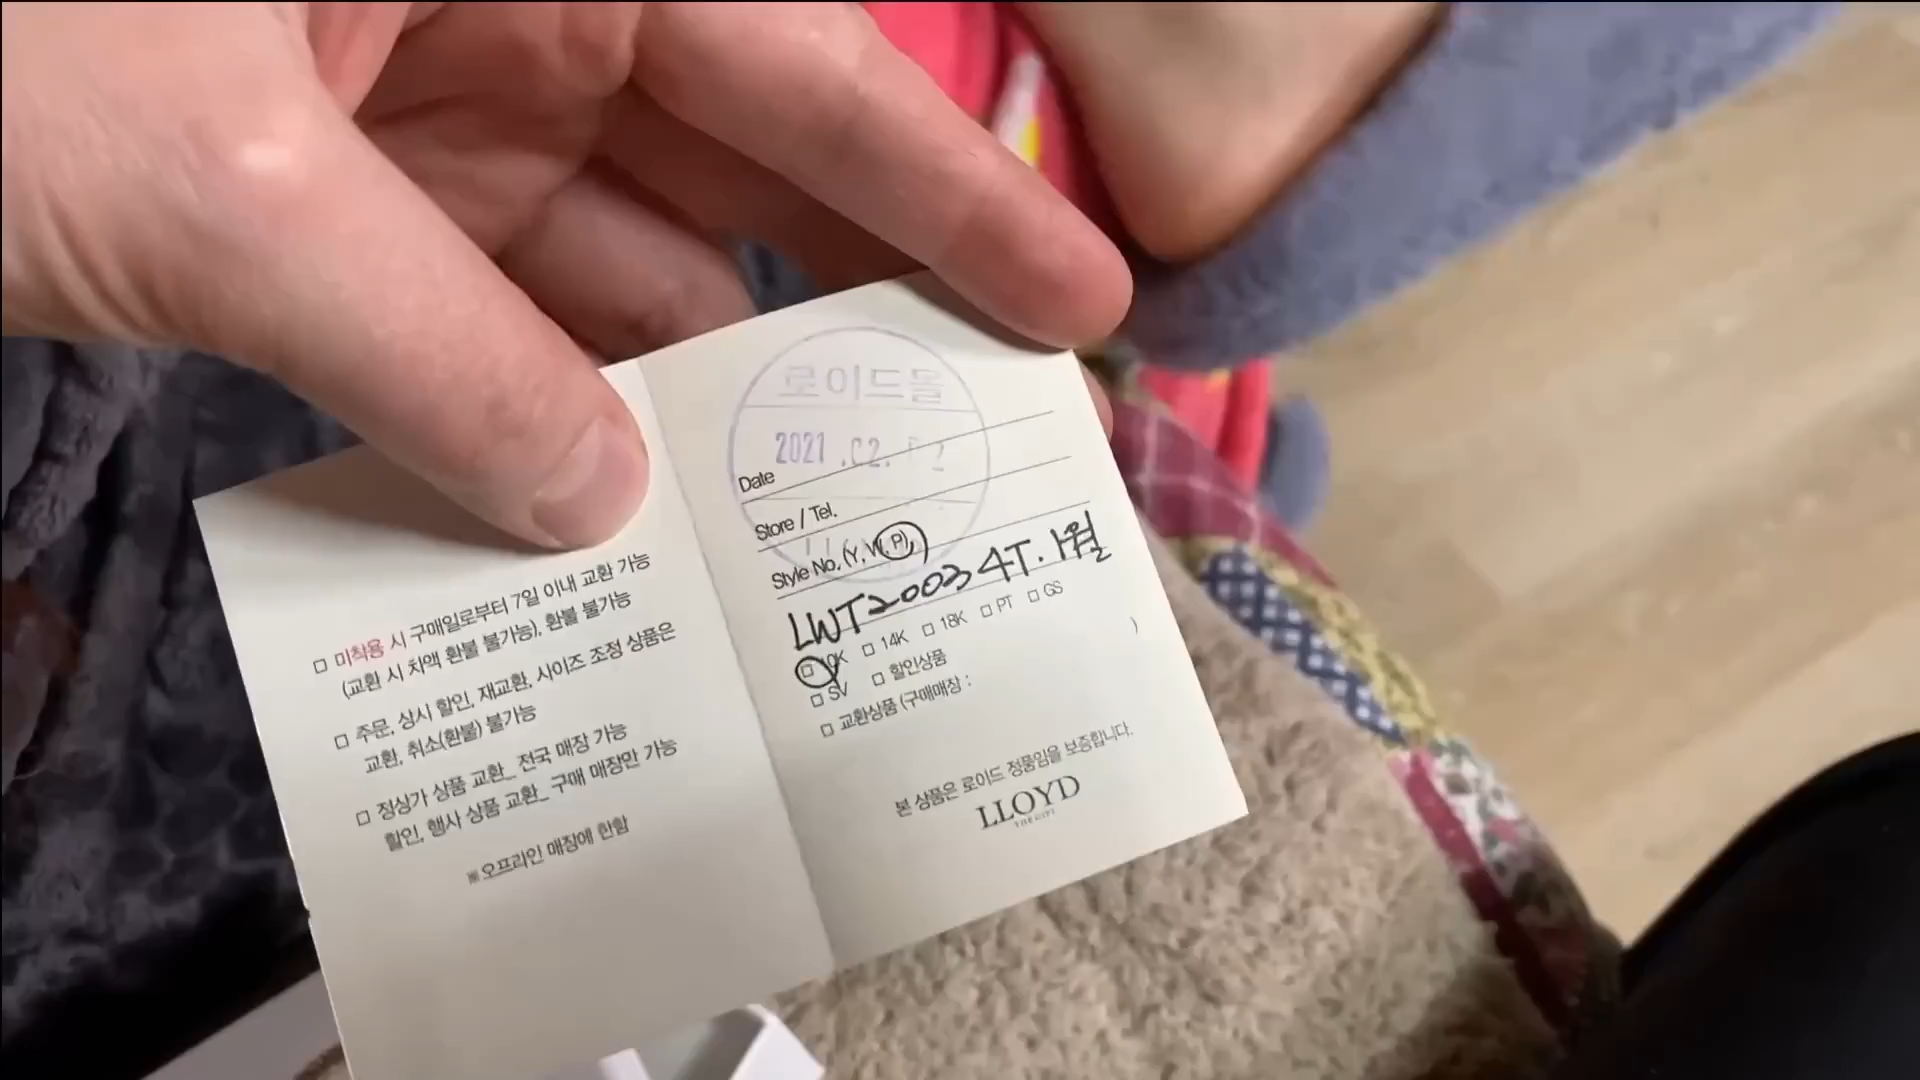 □ 미착용 시 구매일로부터 7일 이내 교환 가능
(교환 시 차액 환불 불가능), 환불 불가능
□ 주문, 상시 할인, 재교환, 사이즈 조정 상품은
교환, 취소(환불) 불가능
□ 정상가 상품 교환_ 전국 매장 가능
할인, 행사 상품 교환_ 구매 매장만 가능
※오프라인 매장에 한함
로이드몰
2021 .02.
Date
Store / Tel.
Style No. (Y, W, P)
LWT20034T. 1월
□ 10K □ 14K □ 18K □ PT □ GS
□ SV □ 할인상품
□ 교환상품 (구매매장 : )
본 상품은 로이드 정품임을 보증합니다.
LLOYD